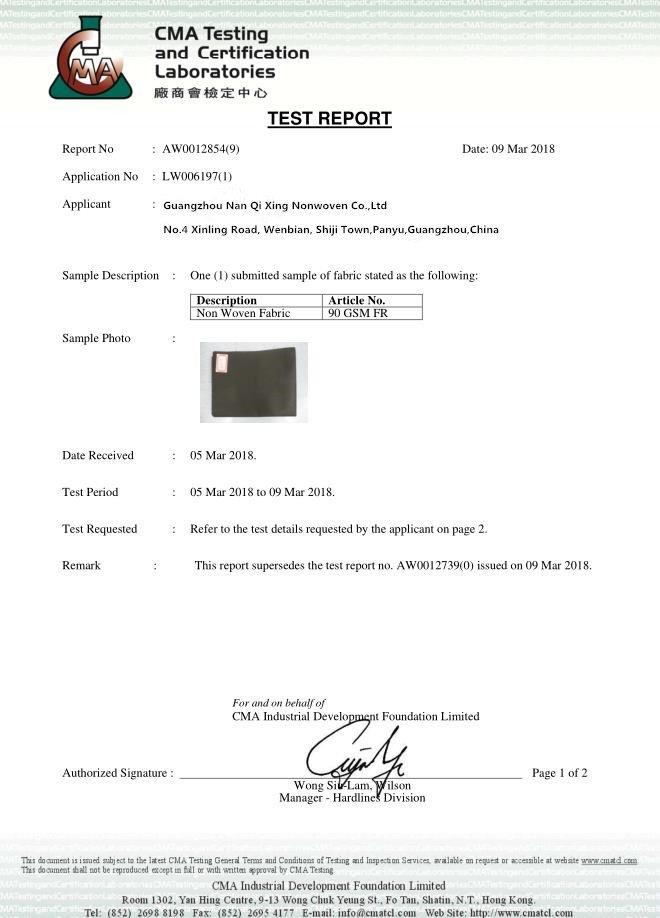 CMA
CMA Testing
and Certification
Laboratories
廠商會檢定中心
TEST REPORT
Report No : AW0012854(9) Date: 09 Mar 2018
Application No : LW006197(1)
Applicant : Guangzhou Nan Qi Xing Nonwoven Co.,Ltd
No.4 Xinling Road, Wenbian, Shiji Town,Panyu,Guangzhou,China
Sample Description : One (1) submitted sample of fabric stated as the following:
Description Article No.
Non Woven Fabric 90 GSM FR
Sample Photo :
Date Received : 05 Mar 2018.
Test Period : 05 Mar 2018 to 09 Mar 2018.
Test Requested : Refer to the test details requested by the applicant on page 2.
Remark : This report supersedes the test report no. AW0012739(0) issued on 09 Mar 2018.
For and on behalf of
CMA Industrial Development Foundation Limited
Authorized Signature : Page 1 of 2
Wong Siu-Lam, Wilson
Manager - Hardlines Division
This document is issued subject to the latest CMA Testing General Terms and Conditions of Testing and Inspection Services, available on request or accessible at website www.cmatcl.com.
This document shall not be reproduced except in full or with written approval by CMA Testing.
CMA Industrial Development Foundation Limited
Room 1302, Yan Hing Centre, 9-13 Wong Chuk Yeung St., Fo Tan, Shatin, N.T., Hong Kong.
Tel: (852) 2698 8198 Fax: (852) 2695 4177 E-mail: info@cmatcl.com Web Site: http://www.cmatcl.com